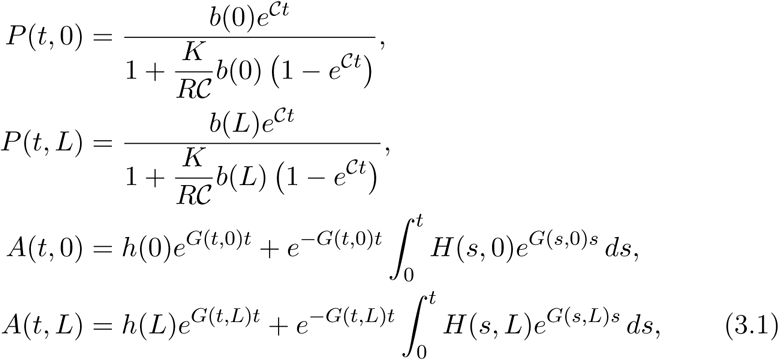 P(t, 0) = \frac{b(0)e^{\mathcal{C}t}}{1 + \frac{K}{R\mathcal{C}}b(0)\left(1 - e^{\mathcal{C}t}\right)},
P(t, L) = \frac{b(L)e^{\mathcal{C}t}}{1 + \frac{K}{R\mathcal{C}}b(L)\left(1 - e^{\mathcal{C}t}\right)},
A(t, 0) = h(0)e^{G(t,0)t} + e^{-G(t,0)t} \int_0^t H(s, 0)e^{G(s,0)s} ds,
A(t, L) = h(L)e^{G(t,L)t} + e^{-G(t,L)t} \int_0^t H(s, L)e^{G(s,L)s} ds, (3.1)